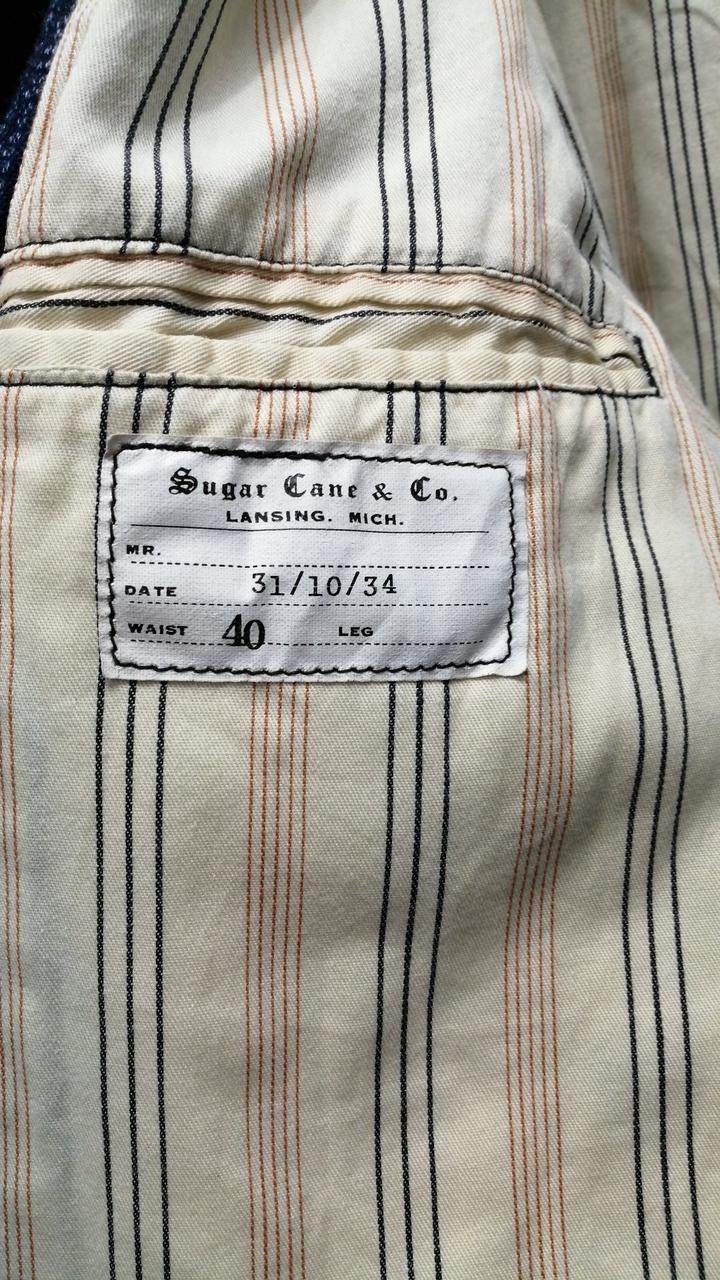 Sugar Cane & Co.
LANSING. MICH.
MR.
DATE 31/10/34
WAIST 40 LEG